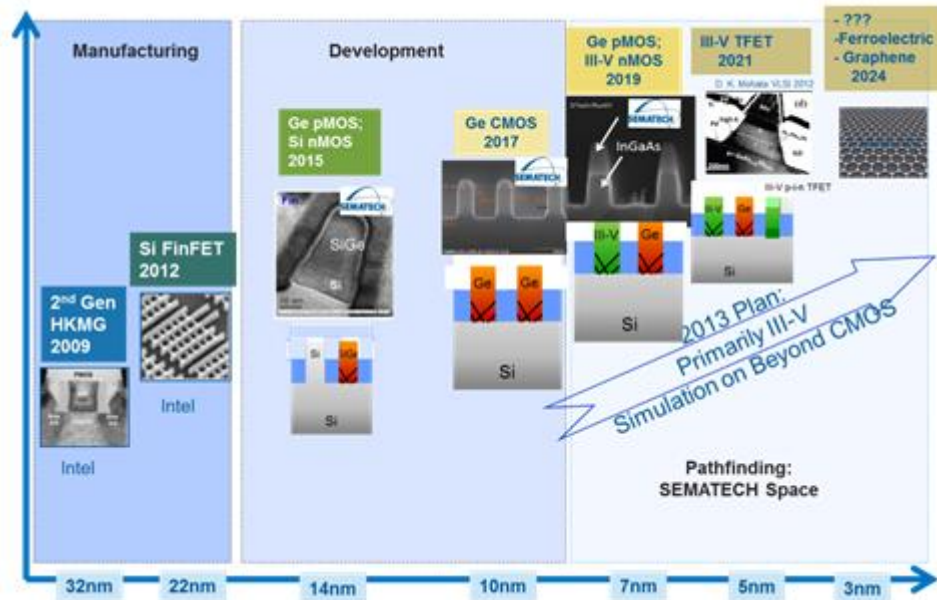 Manufacturing
Development
2nd Gen
HKMG
2009
Intel
Si FinFET
2012
Intel
Ge pMOS;
Si nMOS
2015
Fin
SEMATECH
SiGe
Si
Si
Si
Ge CMOS
2017
SEMATECH
Ge
Ge
Si
Ge pMOS;
III-V nMOS
2019
SEMATECH
InGaAs
III-V
Ge
Si
III-V TFET
2021
D. K. Mohata VLSI 2012
III-V p-i-n TFET
III-V
Ge
Si
- ???
-Ferroelectric
- Graphene
2024
2013 Plan:
Primarily III-V
Simulation on Beyond CMOS
Pathfinding:
SEMATECH Space
32nm
22nm
14nm
10nm
7nm
5nm
3nm